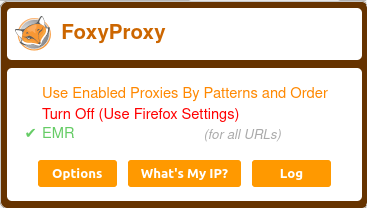 FoxyProxy
Use Enabled Proxies By Patterns and Order
Turn Off (Use Firefox Settings)
✔ EMR (for all URLs)
Options What's My IP? Log